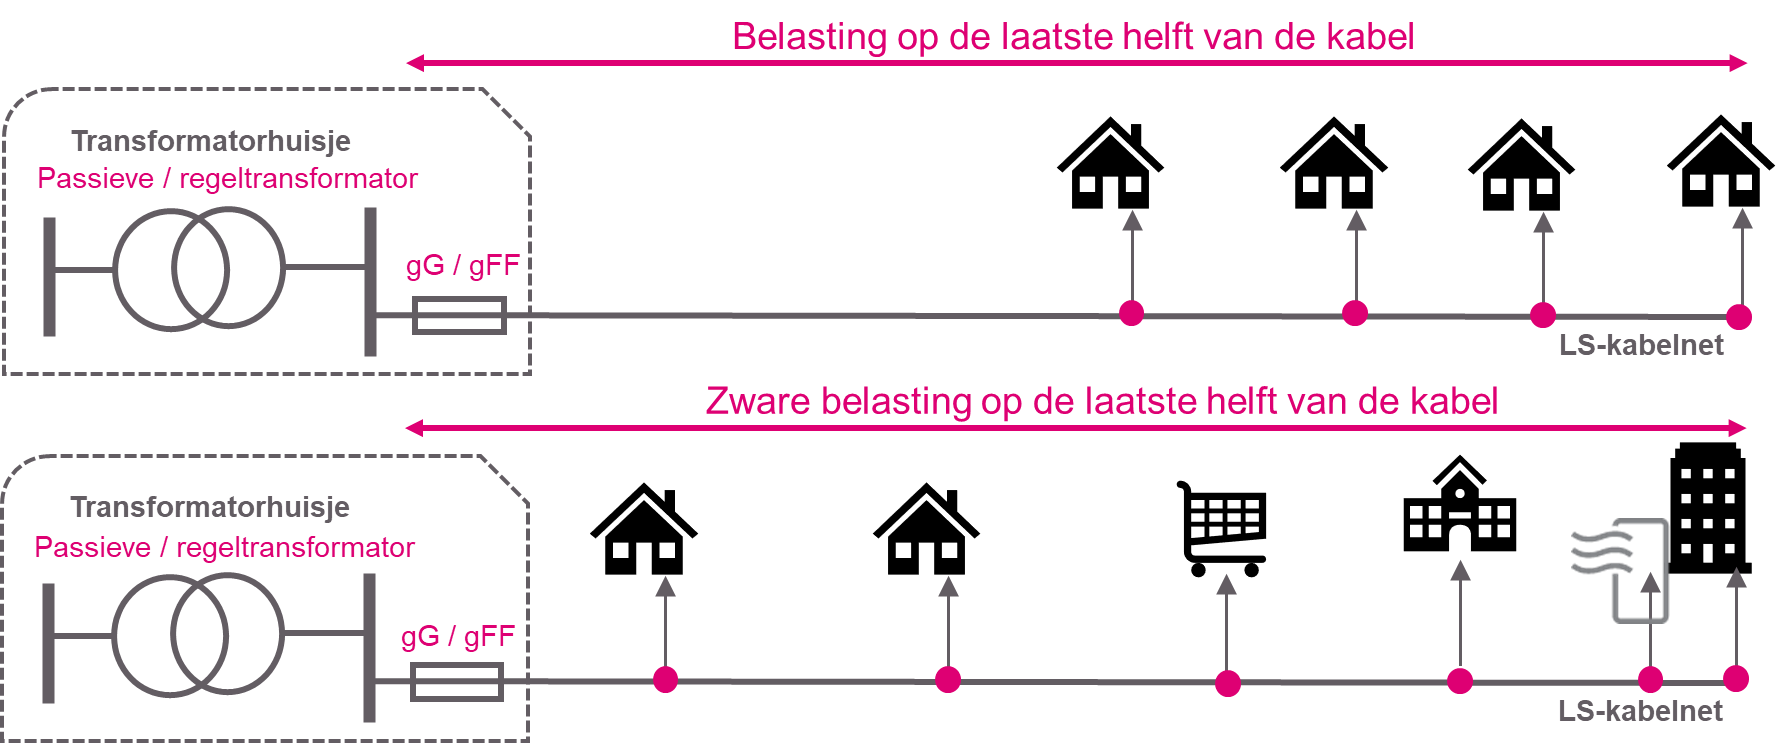 Belasting op de laatste helft van de kabel
Transformatorhuisje
Passieve / regeltransformator
gG / gFF
LS-kabelnet
Zware belasting op de laatste helft van de kabel
Transformatorhuisje
Passieve / regeltransformator
gG / gFF
LS-kabelnet